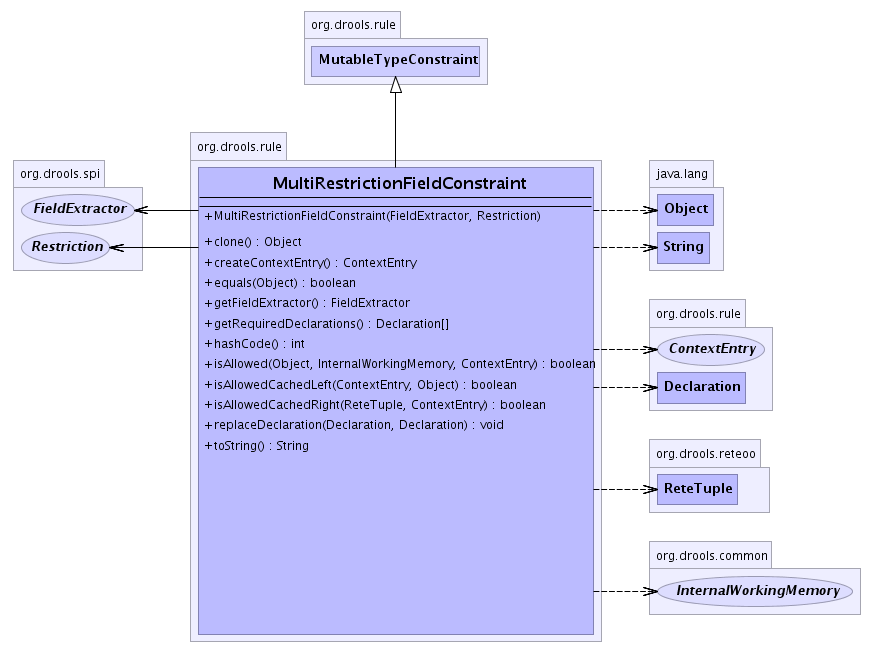 org.drools.rule
MutableTypeConstraint
org.drools.rule
MultiRestrictionFieldConstraint
+MultiRestrictionFieldConstraint(FieldExtractor, Restriction)
+clone() : Object
+createContextEntry() : ContextEntry
+equals(Object) : boolean
+getFieldExtractor() : FieldExtractor
+getRequiredDeclarations() : Declaration[]
+hashCode() : int
+isAllowed(Object, InternalWorkingMemory, ContextEntry) : boolean
+isAllowedCachedLeft(ContextEntry, Object) : boolean
+isAllowedCachedRight(ReteTuple, ContextEntry) : boolean
+replaceDeclaration(Declaration, Declaration) : void
+toString() : String
org.drools.spi
FieldExtractor
Restriction
java.lang
Object
String
org.drools.rule
ContextEntry
Declaration
org.drools.reteoo
ReteTuple
org.drools.common
InternalWorkingMemory